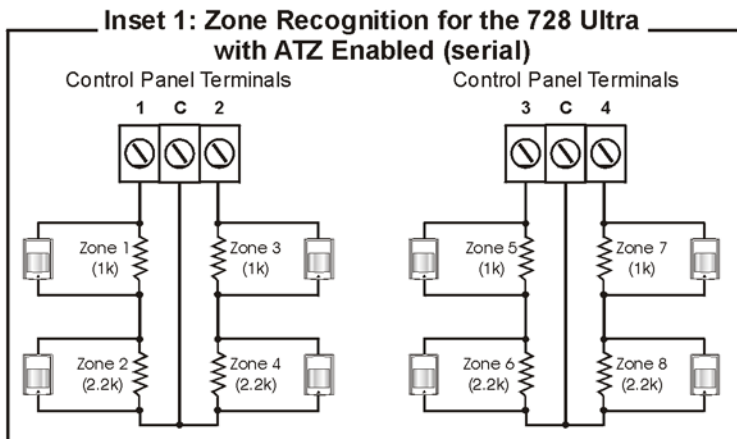 Inset 1: Zone Recognition for the 728 Ultra
with ATZ Enabled (serial)
Control Panel Terminals
1 C 2
Zone 1
(1k)
Zone 3
(1k)
Zone 2
(2.2k)
Zone 4
(2.2k)
Control Panel Terminals
3 C 4
Zone 5
(1k)
Zone 7
(1k)
Zone 6
(2.2k)
Zone 8
(2.2k)